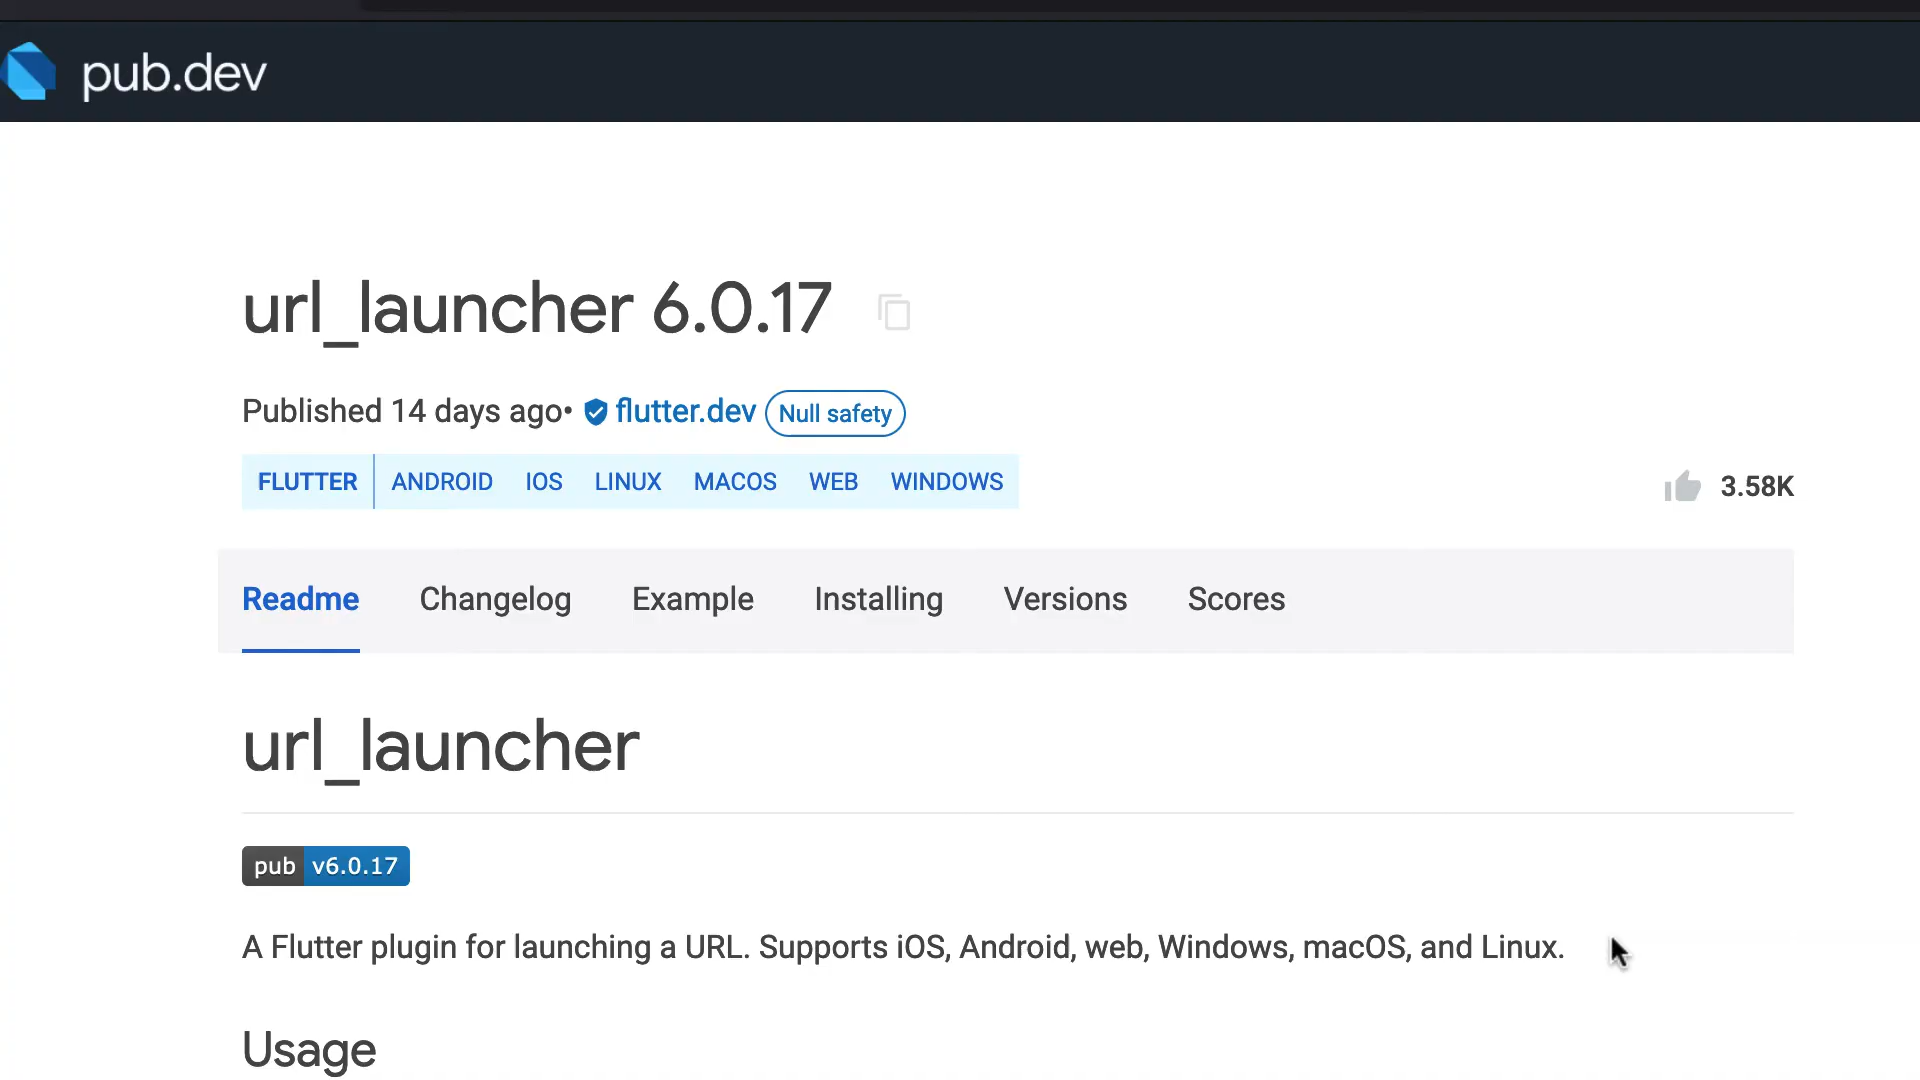 pub.dev
url_launcher 6.0.17
Published 14 days ago• flutter.dev Null safety
FLUTTER ANDROID IOS LINUX MACOS WEB WINDOWS
3.58K
Readme Changelog Example Installing Versions Scores
url_launcher
pub v6.0.17
A Flutter plugin for launching a URL. Supports iOS, Android, web, Windows, macOS, and Linux.
Usage